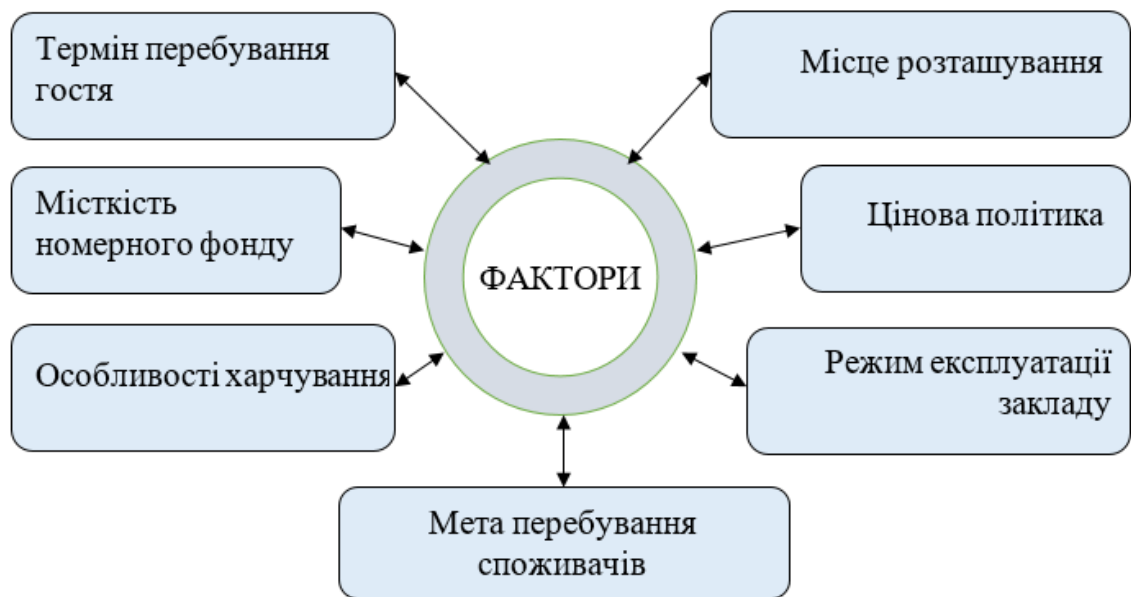 Термін перебування
гостя
Місце розташування
Місткість
номерного фонду
Цінова політика
ФАКТОРИ
Особливості харчування
Режим експлуатації
закладу
Мета перебування
споживачів